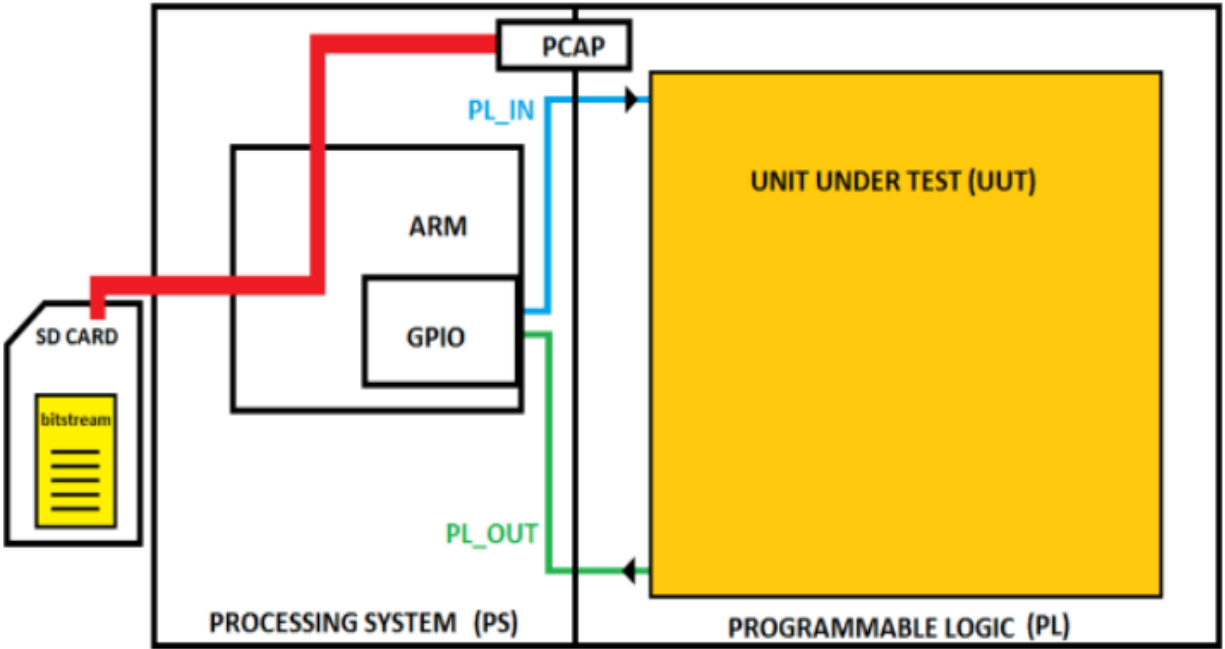 PCAP
PL_IN
UNIT UNDER TEST (UUT)
ARM
GPIO
SD CARD
bitstream
PL_OUT
PROCESSING SYSTEM (PS)
PROGRAMMABLE LOGIC (PL)